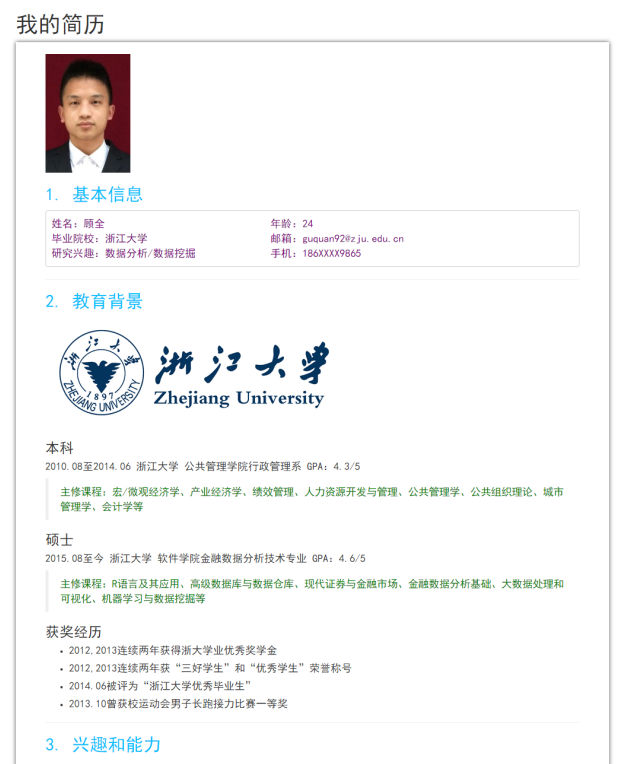 我的简历
1. 基本信息
姓名：顾全 年龄：24
毕业院校：浙江大学 邮箱：guquan92@zju.edu.cn
研究兴趣：数据分析/数据挖掘 手机：186XXXX9865
2. 教育背景
浙江大学
Zhejiang University
浙江大学
1897
ZHEJIANG UNIVERSITY
本科
2010.08至2014.06 浙江大学 公共管理学院行政管理系 GPA：4.3/5
主修课程：宏/微观经济学、产业经济学、绩效管理、人力资源开发与管理、公共管理学、公共组织理论、城市
管理学、会计学等
硕士
2015.08至今 浙江大学 软件学院金融数据分析技术专业 GPA：4.6/5
主修课程：R语言及其应用、高级数据库与数据仓库、现代证券与金融市场、金融数据分析基础、大数据处理和
可视化、机器学习与数据挖掘等
获奖经历
• 2012,2013连续两年获得浙大学业优秀奖学金
• 2012,2013连续两年获“三好学生”和“优秀学生”荣誉称号
• 2014.06被评为“浙江大学优秀毕业生”
• 2013.10曾获校运动会男子长跑接力比赛一等奖
3. 兴趣和能力